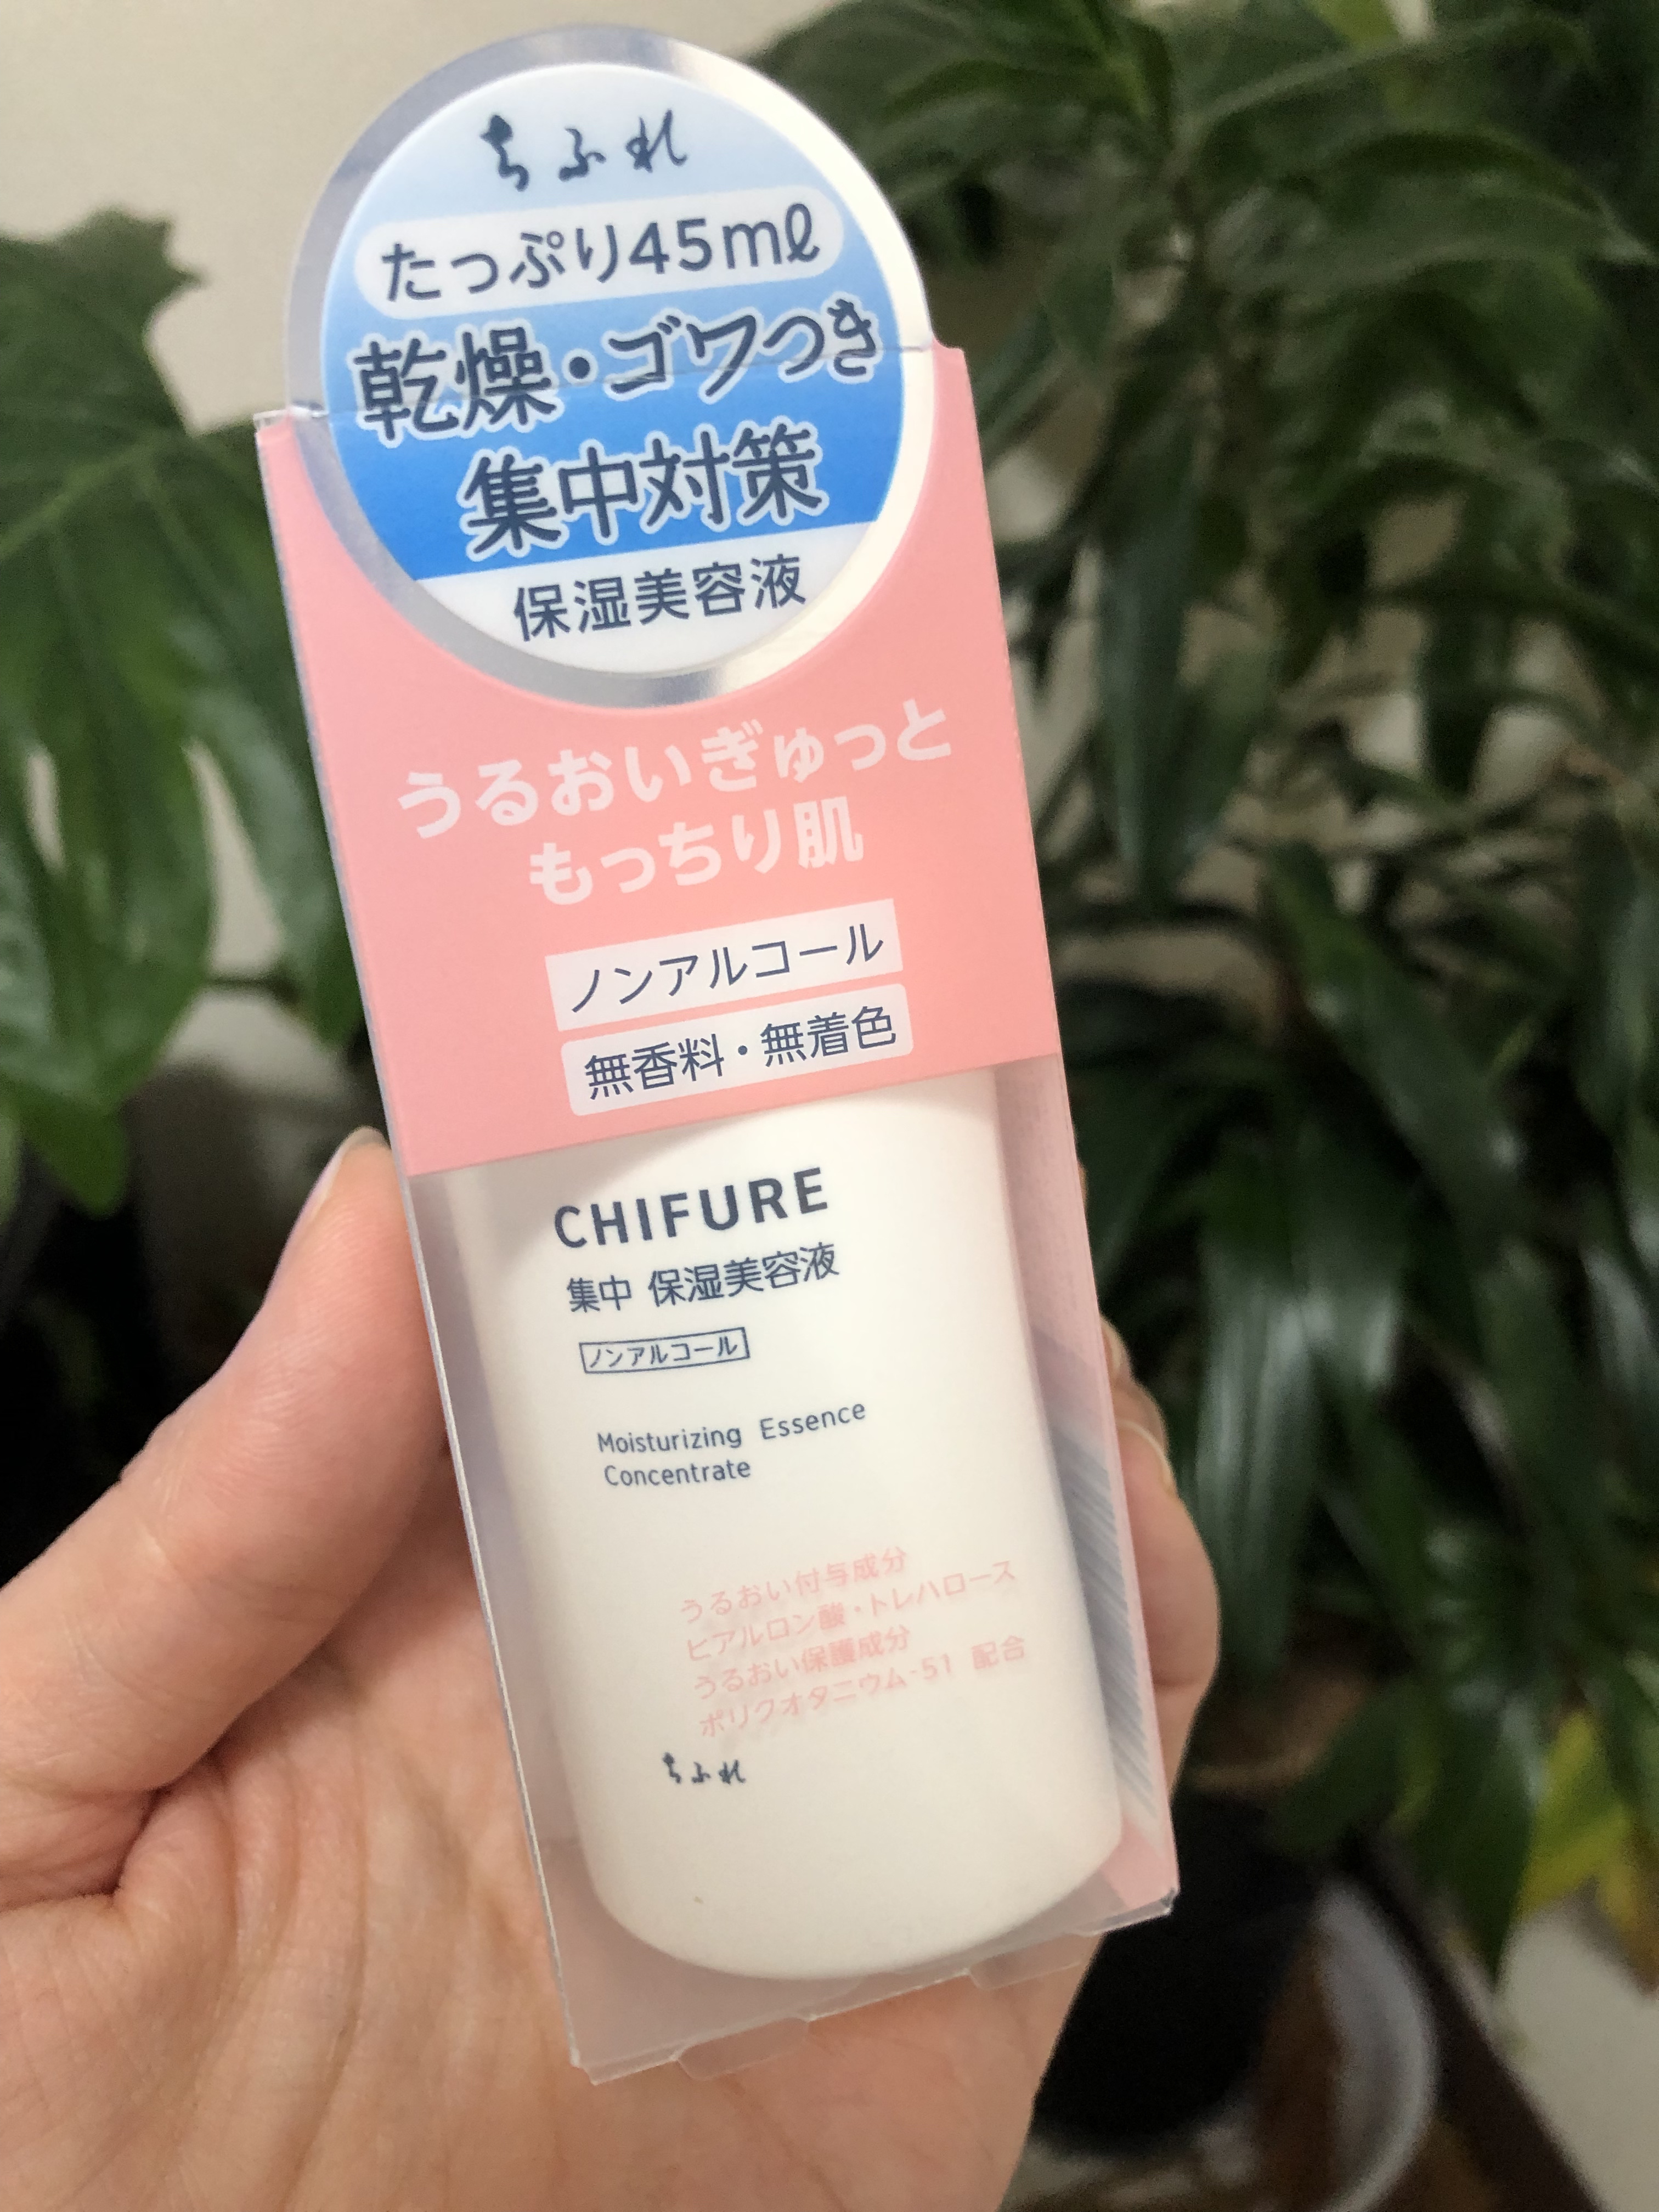 ちふれ
たっぷり45mℓ
乾燥・ゴワつき
集中対策
保湿美容液
うるおいぎゅっと
もっちり肌
ノンアルコール
無香料・無着色
CHIFURE
集中 保湿美容液
ノンアルコール
Moisturizing Essence
Concentrate
うるおい付与成分
ヒアルロン酸・トレハロース
うるおい保護成分
ポリクオタニウム-51 配合
ちふれ